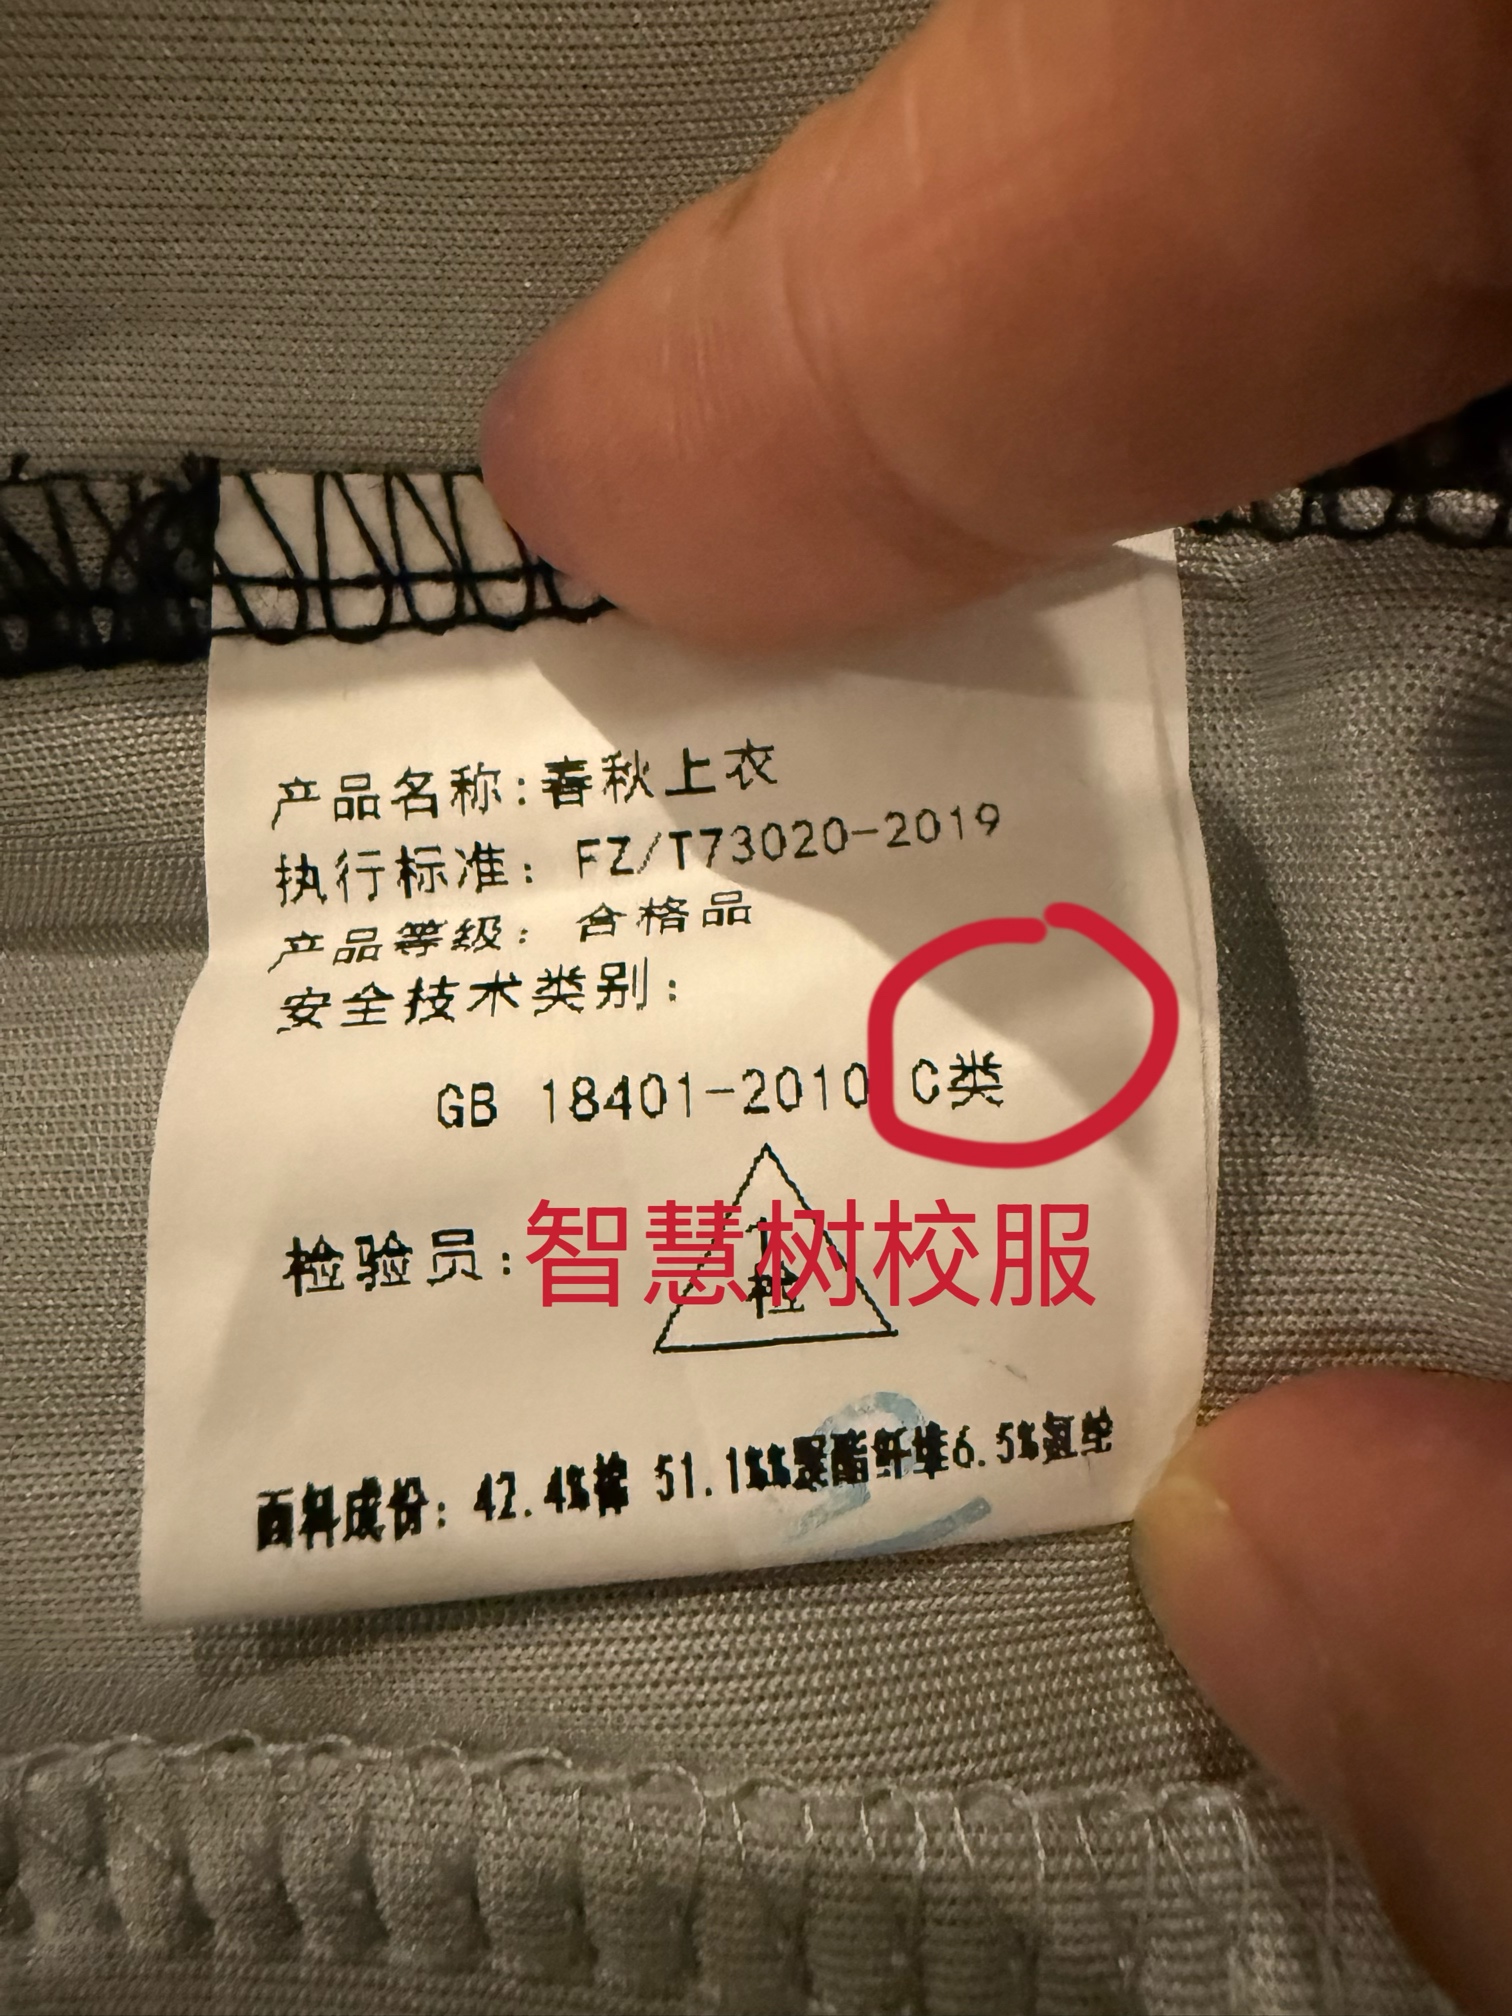 产品名称:春秋上衣
执行标准: FZ/T73020-2019
产品等级: 合格品
安全技术类别:
GB 18401-2010 C类
检验员:
智慧树校服
检
面料成份: 42.4%棉 51.1%%聚酯纤维6.5%氨纶